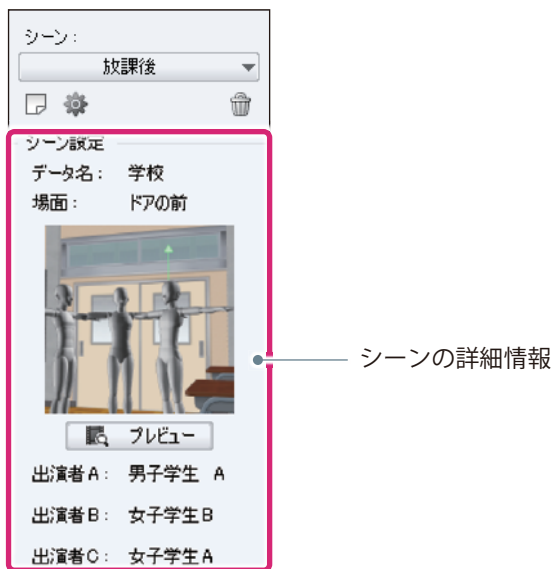 シーン：
放課後
シーン設定
データ名： 学校
場面： ドアの前
プレビュー
シーンの詳細情報
出演者A： 男子学生 A
出演者B： 女子学生B
出演者C： 女子学生A